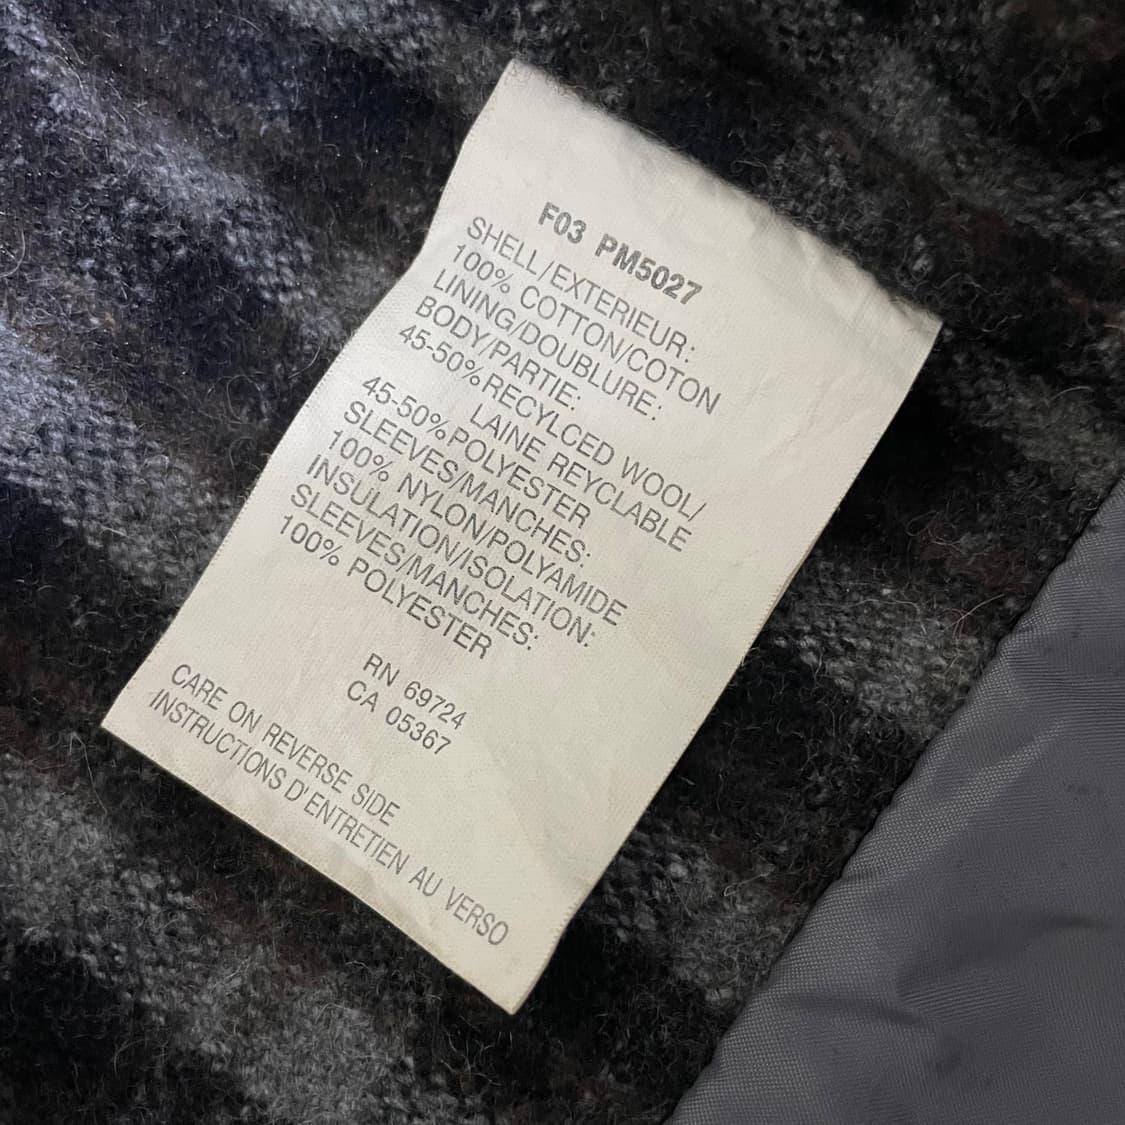 F03 PM5027
SHELL/EXTERIEUR:
100% COTTON/COTON
LINING/DOUBLURE:
BODY/PARTIE:
45-50%RECYLCED WOOL/
LAINE REYCLABLE
45-50%POLYESTER
SLEEVES/MANCHES:
100% NYLON/POLYAMIDE
INSULATION/ISOLATION:
SLEEVES/MANCHES:
100% POLYESTER
RN 69724
CA 05367
CARE ON REVERSE SIDE
INSTRUCTIONS D'ENTRETIEN AU VERSO